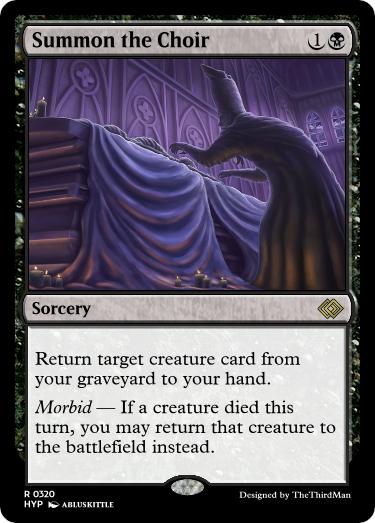 Summon the Choir 1
Sorcery
Return target creature card from
your graveyard to your hand.
Morbid — If a creature died this
turn, you may return that creature to
the battlefield instead.
R 0320
HYP ABLUSKITTLE
Designed by TheThirdMan